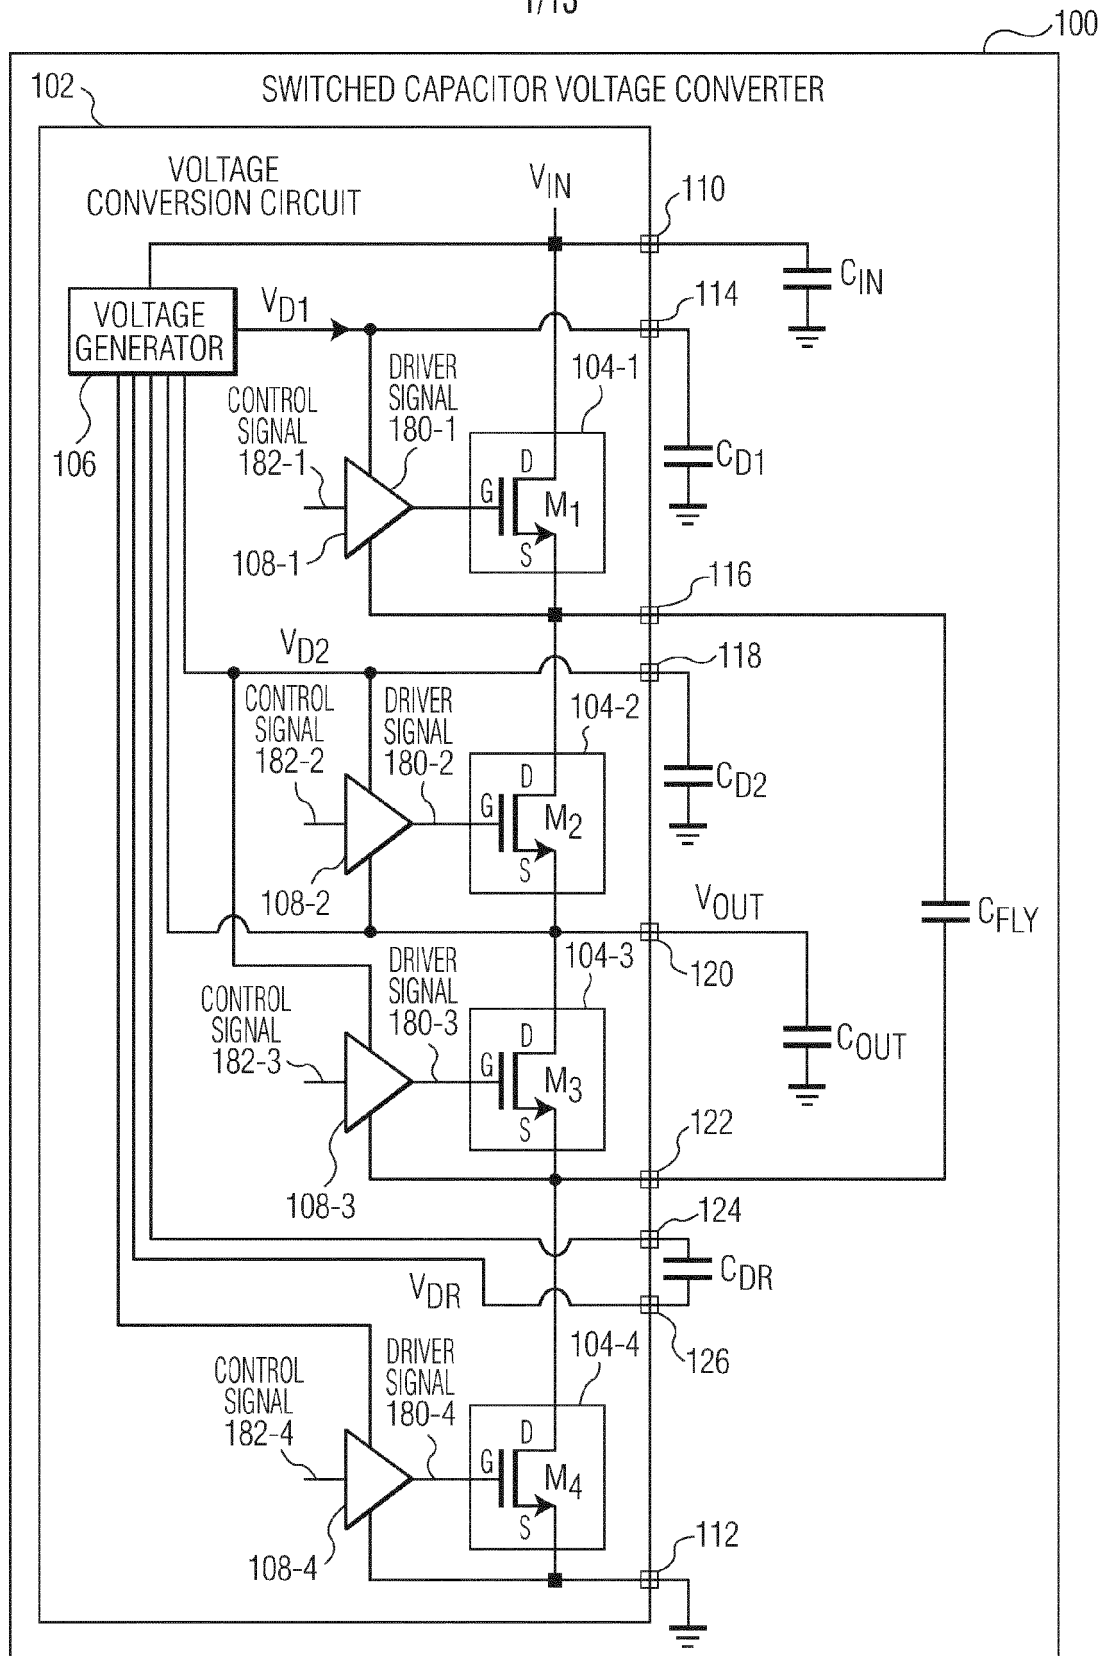 1/13
100
102
SWITCHED CAPACITOR VOLTAGE CONVERTER
VOLTAGE
CONVERSION CIRCUIT
VIN
110
CIN
VOLTAGE
GENERATOR
VD1
114
106
CONTROL
SIGNAL
182-1
DRIVER
SIGNAL
180-1
104-1
CD1
D
G
M1
S
108-1
116
VD2
118
CONTROL
SIGNAL
182-2
DRIVER
SIGNAL
180-2
104-2
CD2
D
G
M2
S
108-2
VOUT
CFLY
120
CONTROL
SIGNAL
182-3
DRIVER
SIGNAL
180-3
104-3
COUT
D
G
M3
S
108-3
122
124
CDR
VDR
126
CONTROL
SIGNAL
182-4
DRIVER
SIGNAL
180-4
104-4
D
G
M4
S
108-4
112